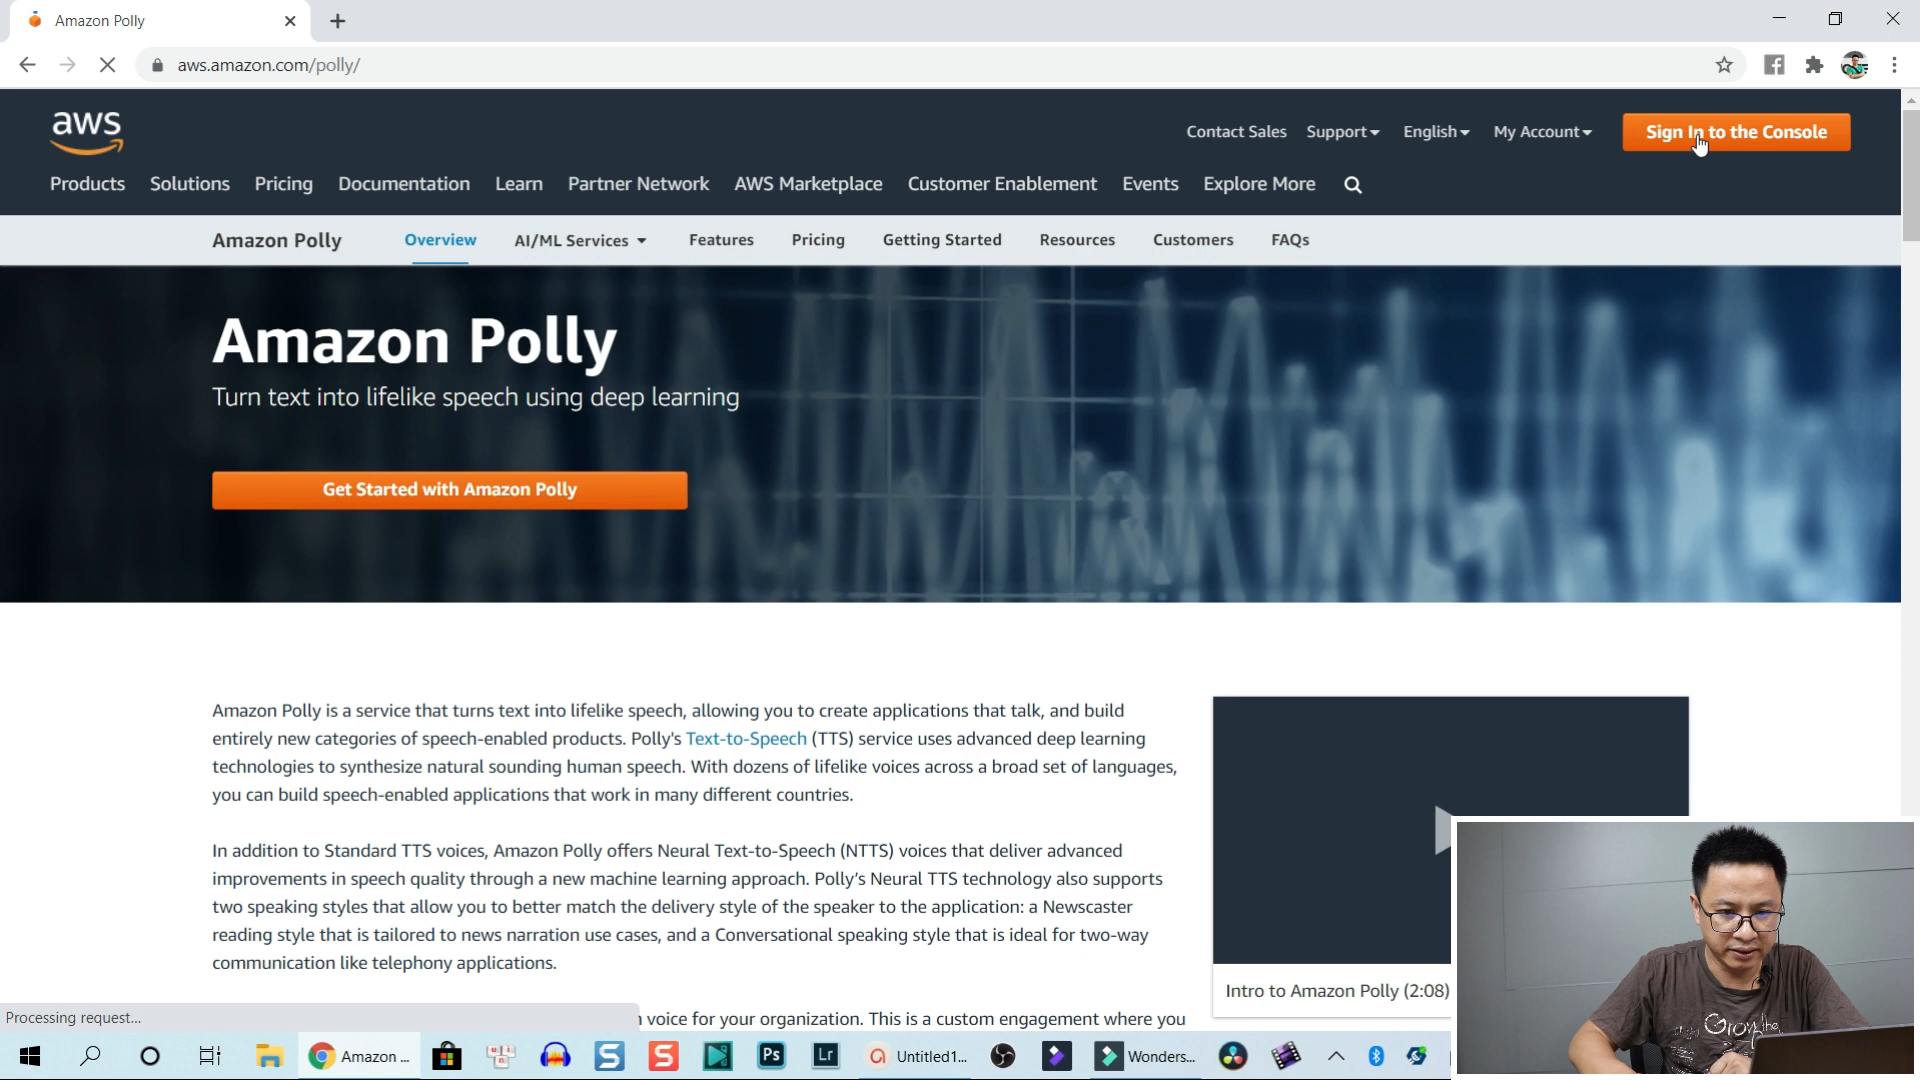 Amazon Polly
aws.amazon.com/polly/
aws
Contact Sales Support English My Account Sign In to the Console
Products Solutions Pricing Documentation Learn Partner Network AWS Marketplace Customer Enablement Events Explore More
Amazon Polly Overview AI/ML Services Features Pricing Getting Started Resources Customers FAQs
Amazon Polly
Turn text into lifelike speech using deep learning
Get Started with Amazon Polly
Amazon Polly is a service that turns text into lifelike speech, allowing you to create applications that talk, and build
entirely new categories of speech-enabled products. Polly's Text-to-Speech (TTS) service uses advanced deep learning
technologies to synthesize natural sounding human speech. With dozens of lifelike voices across a broad set of languages,
you can build speech-enabled applications that work in many different countries.
In addition to Standard TTS voices, Amazon Polly offers Neural Text-to-Speech (NTTS) voices that deliver advanced
improvements in speech quality through a new machine learning approach. Polly's Neural TTS technology also supports
two speaking styles that allow you to better match the delivery style of the speaker to the application: a Newscaster
reading style that is tailored to news narration use cases, and a Conversational speaking style that is ideal for two-way
communication like telephony applications.
Intro to Amazon Polly (2:08)
Processing request...
voice for your organization. This is a custom engagement where you
Amazon ...
S
S
Ps
Lr
Untitled1...
Wonders...